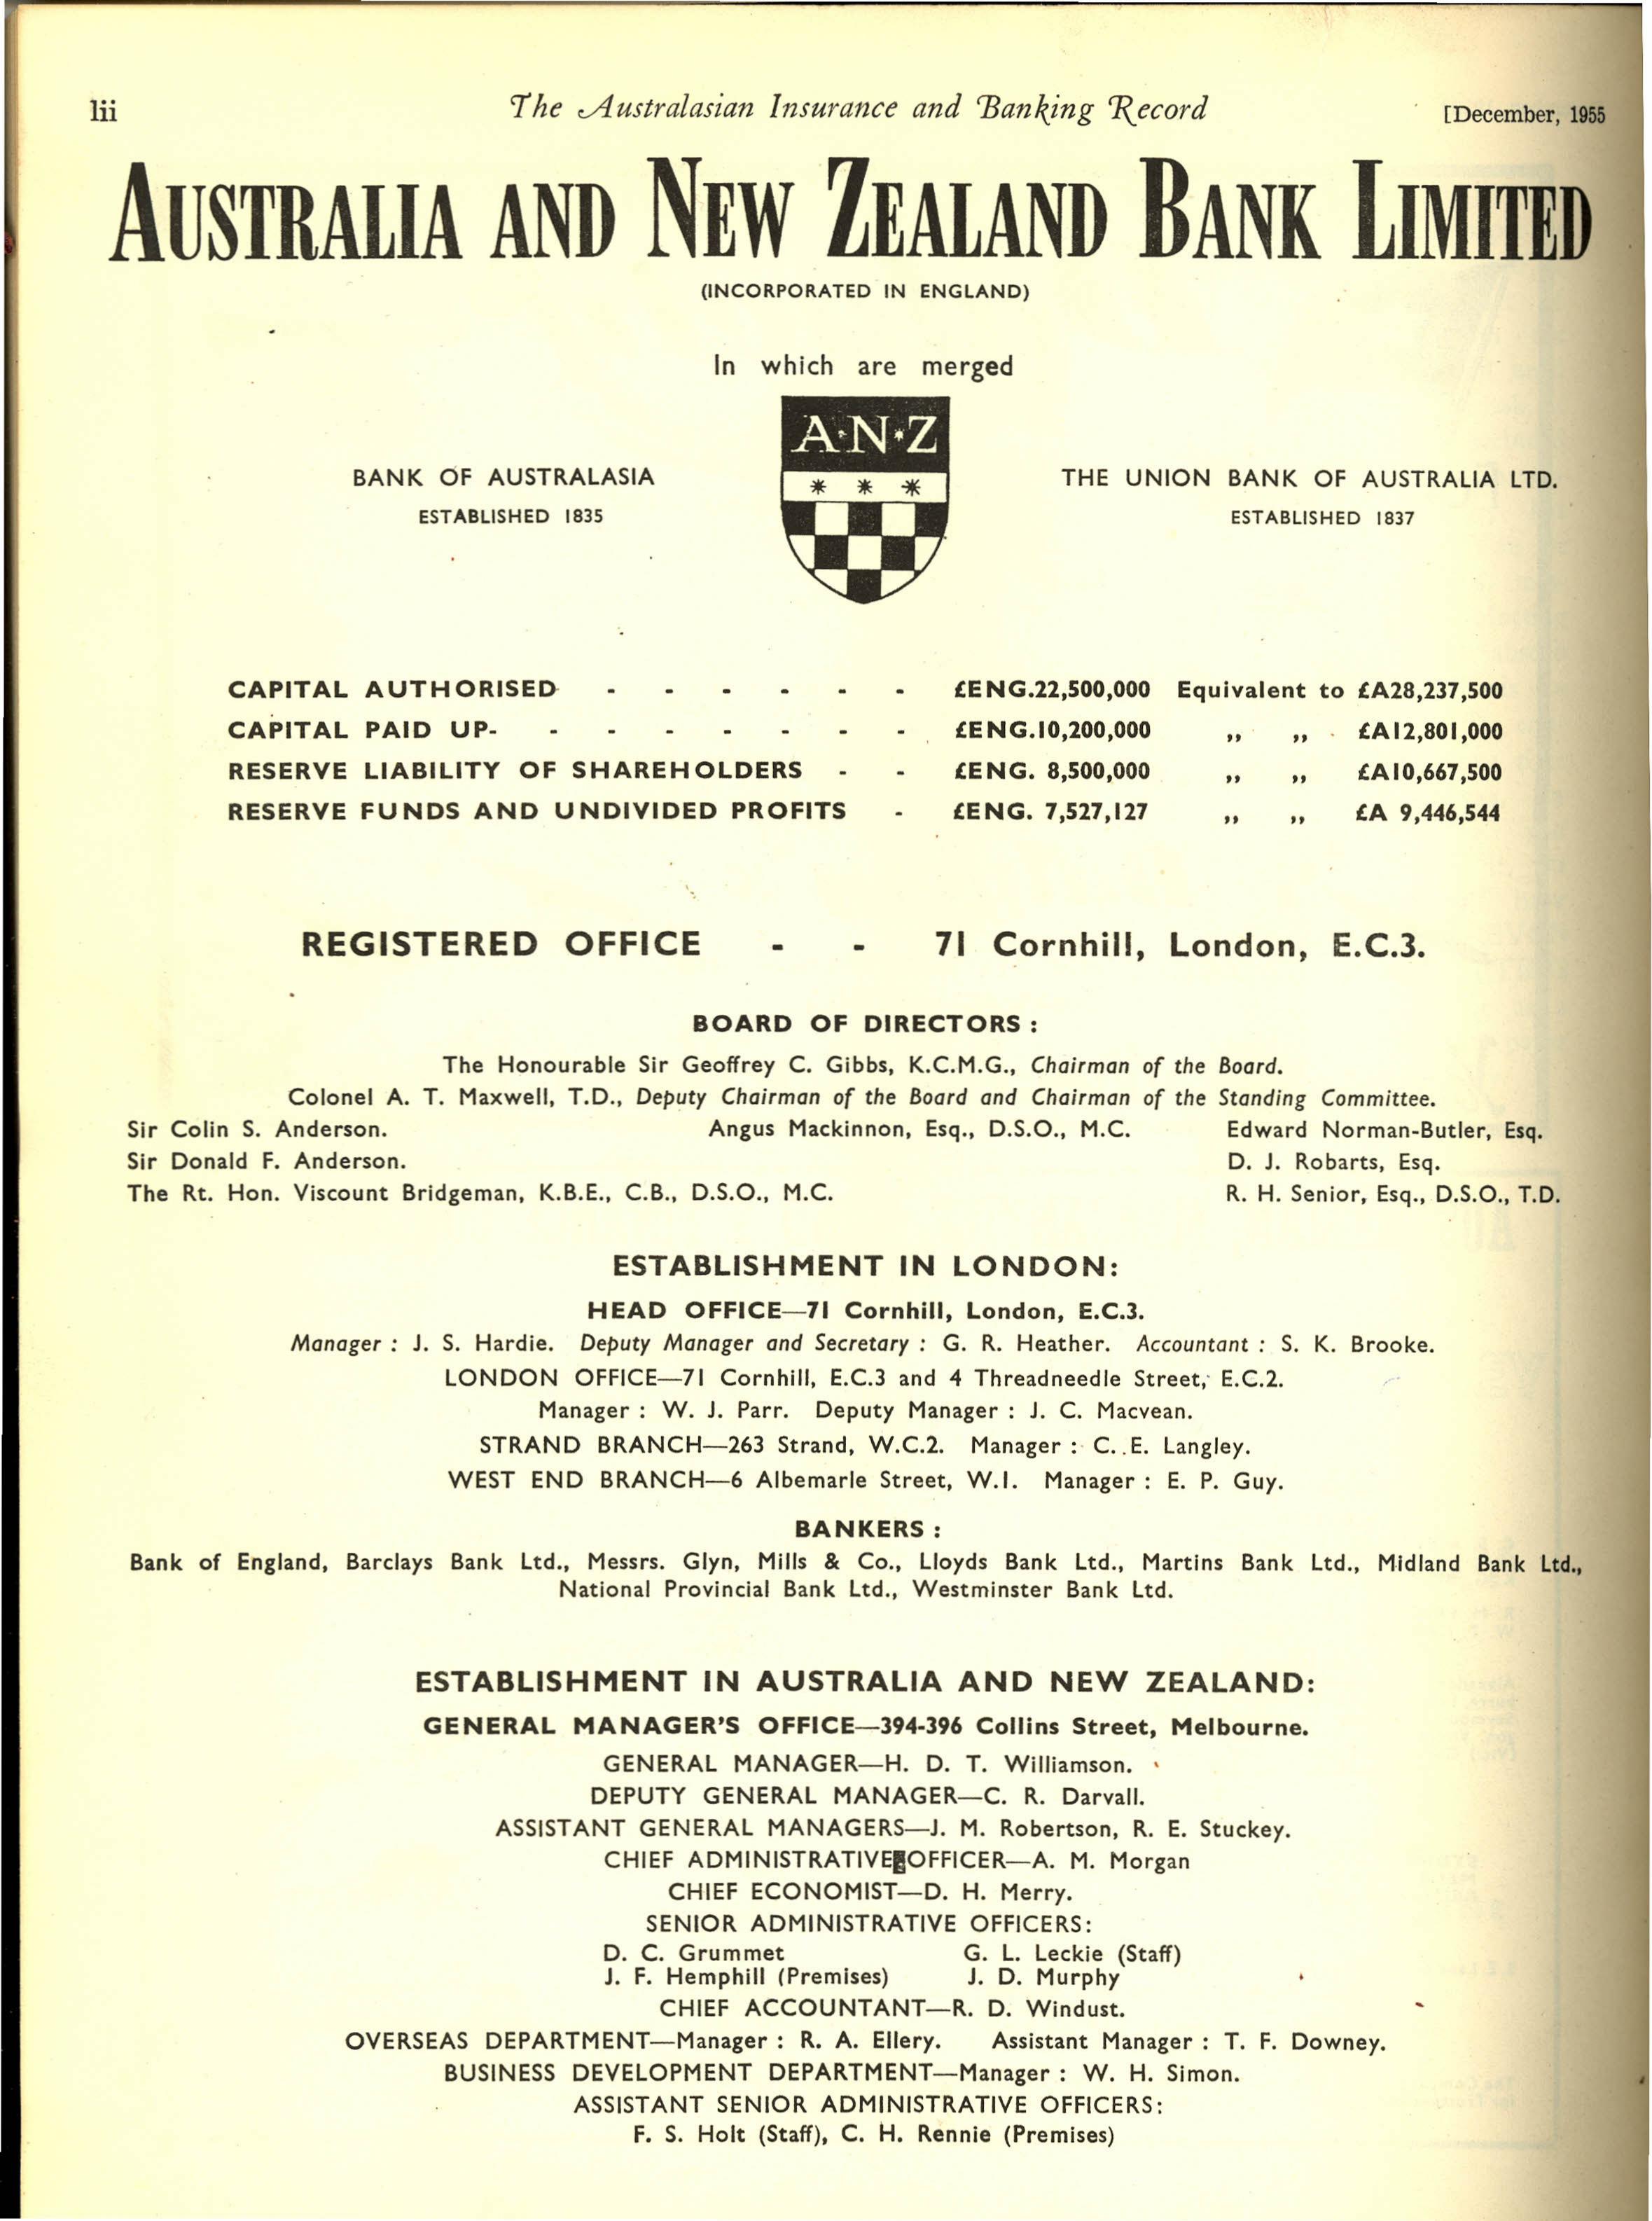 lii The Australasian Insurance and Banking Record [December, 1955
AUSTRALIA AND NEW ZEALAND BANK LIMITED
(INCORPORATED IN ENGLAND)
In which are merged
A·N·Z
BANK OF AUSTRALASIA THE UNION BANK OF AUSTRALIA LTD.
ESTABLISHED 1835 ESTABLISHED 1837
CAPITAL AUTHORISED - - - - - - £ENG.22,500,000 Equivalent to £A28,237,500
CAPITAL PAID UP- - - - - - - - £ENG.10,200,000 ,, ,, £A12,801,000
RESERVE LIABILITY OF SHAREHOLDERS - - £ENG. 8,500,000 ,, ,, £A10,667,500
RESERVE FUNDS AND UNDIVIDED PROFITS - £ENG. 7,527,127 ,, ,, £A 9,446,544
REGISTERED OFFICE - - 71 Cornhill, London, E.C.3.
BOARD OF DIRECTORS :
The Honourable Sir Geoffrey C. Gibbs, K.C.M.G., Chairman of the Board.
Colonel A. T. Maxwell, T.D., Deputy Chairman of the Board and Chairman of the Standing Committee.
Sir Colin S. Anderson. Angus Mackinnon, Esq., D.S.O., M.C. Edward Norman-Butler, Esq.
Sir Donald F. Anderson. D. J. Robarts, Esq.
The Rt. Hon. Viscount Bridgeman, K.B.E., C.B., D.S.O., M.C. R. H. Senior, Esq., D.S.O., T.D.
ESTABLISHMENT IN LONDON:
HEAD OFFICE—71 Cornhill, London, E.C.3.
Manager : J. S. Hardie. Deputy Manager and Secretary : G. R. Heather. Accountant : S. K. Brooke.
LONDON OFFICE—71 Cornhill, E.C.3 and 4 Threadneedle Street, E.C.2.
Manager : W. J. Parr. Deputy Manager : J. C. Macvean.
STRAND BRANCH—263 Strand, W.C.2. Manager : C. E. Langley.
WEST END BRANCH—6 Albemarle Street, W.1. Manager : E. P. Guy.
BANKERS :
Bank of England, Barclays Bank Ltd., Messrs. Glyn, Mills & Co., Lloyds Bank Ltd., Martins Bank Ltd., Midland Bank Ltd.,
National Provincial Bank Ltd., Westminster Bank Ltd.
ESTABLISHMENT IN AUSTRALIA AND NEW ZEALAND:
GENERAL MANAGER'S OFFICE—394-396 Collins Street, Melbourne.
GENERAL MANAGER—H. D. T. Williamson.
DEPUTY GENERAL MANAGER—C. R. Darvall.
ASSISTANT GENERAL MANAGERS—J. M. Robertson, R. E. Stuckey.
CHIEF ADMINISTRATIVE OFFICER—A. M. Morgan
CHIEF ECONOMIST—D. H. Merry.
SENIOR ADMINISTRATIVE OFFICERS:
D. C. Grummet G. L. Leckie (Staff)
J. F. Hemphill (Premises) J. D. Murphy
CHIEF ACCOUNTANT—R. D. Windust.
OVERSEAS DEPARTMENT—Manager : R. A. Ellery. Assistant Manager : T. F. Downey.
BUSINESS DEVELOPMENT DEPARTMENT—Manager : W. H. Simon.
ASSISTANT SENIOR ADMINISTRATIVE OFFICERS:
F. S. Holt (Staff), C. H. Rennie (Premises)